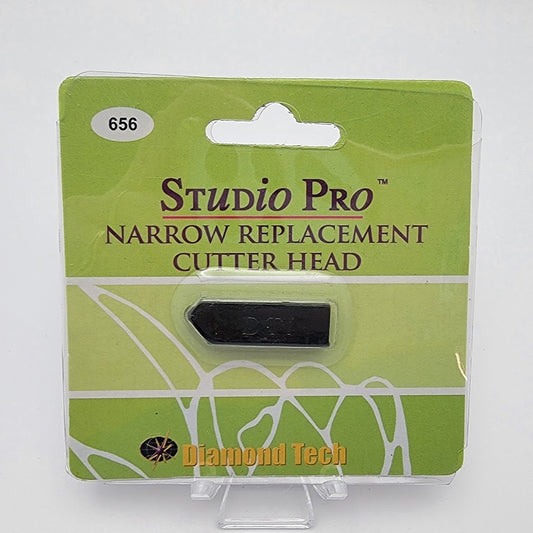 656
STUDIO PRO™
NARROW REPLACEMENT
CUTTER HEAD
Diamond Tech